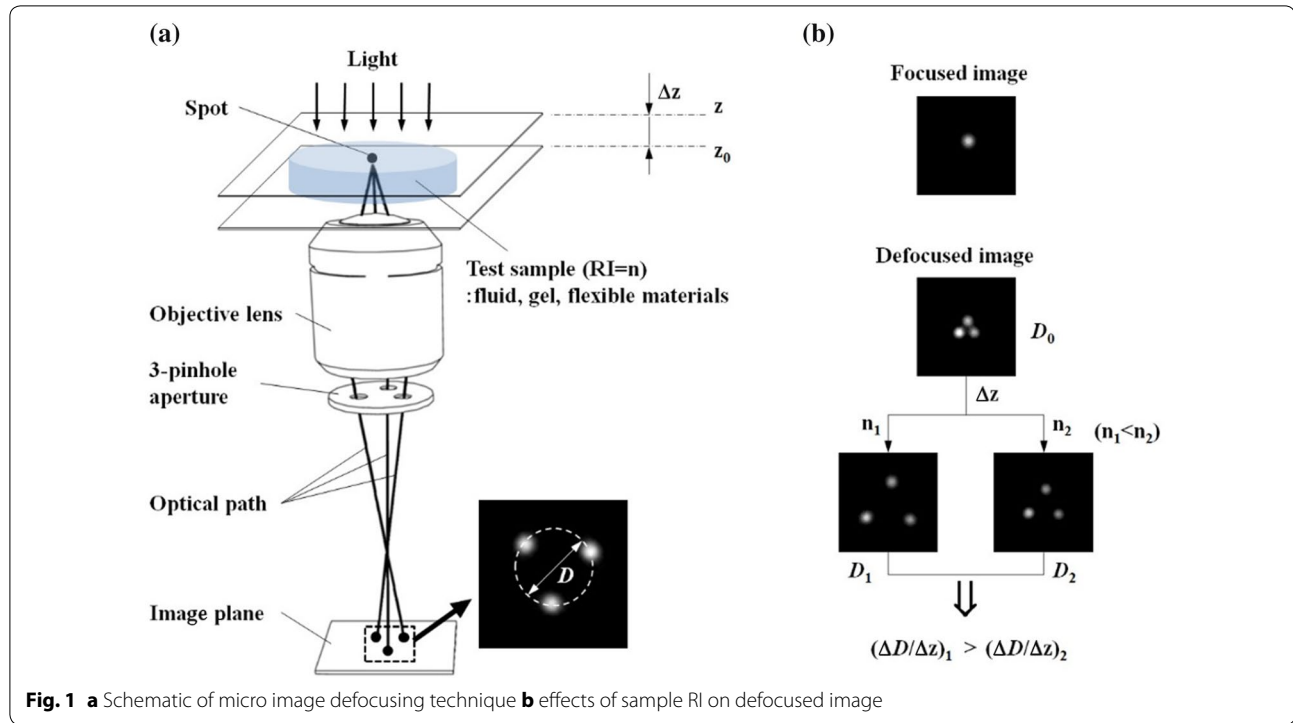 (a)
Light
Spot
Δz
z
z₀
Test sample (RI=n)
:fluid, gel, flexible materials
Objective lens
3-pinhole
aperture
Optical path
D
Image plane
(b)
Focused image
Defocused image
D₀
Δz
n₁
n₂
(n₁<n₂)
D₁
D₂
(ΔD/Δz)₁ > (ΔD/Δz)₂
Fig. 1 a Schematic of micro image defocusing technique b effects of sample RI on defocused image